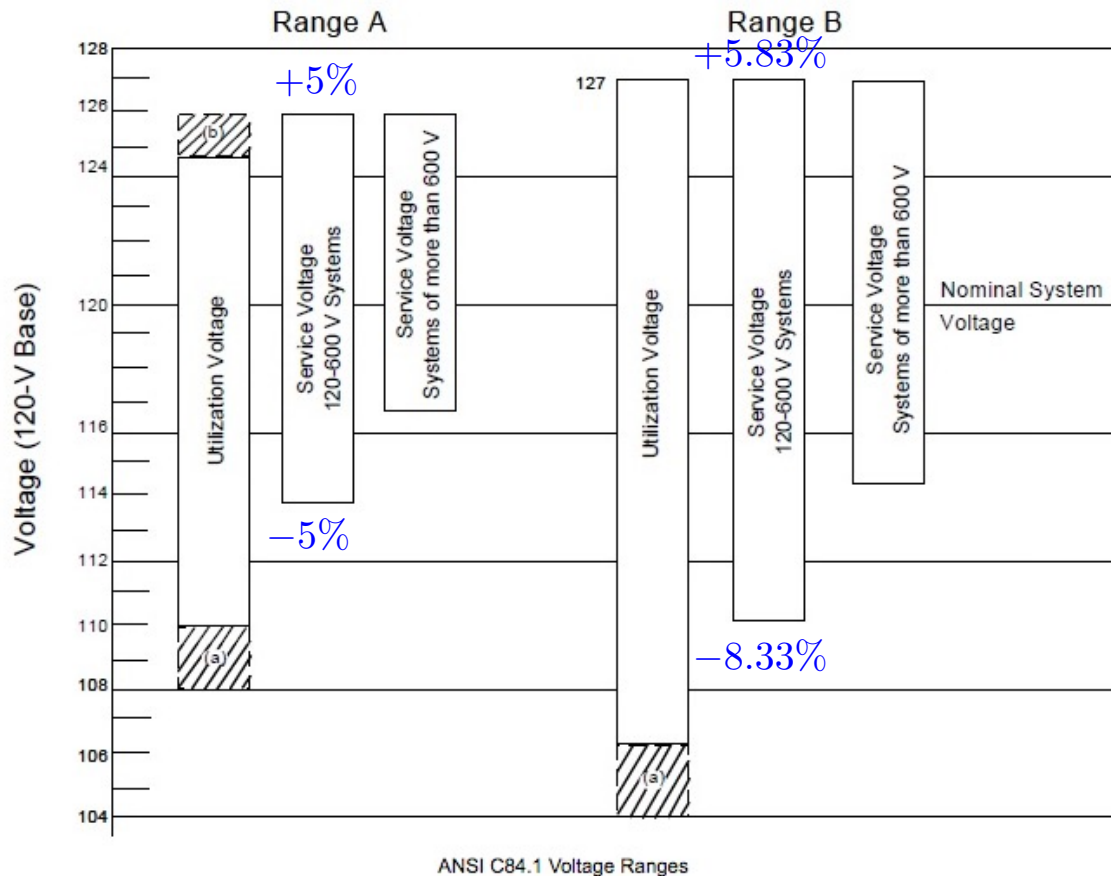 Range A
Range B
128
126
124
120
116
114
112
110
108
106
104
Voltage (120-V Base)
+5%
(b)
Utilization Voltage
(a)
Service Voltage
120-600 V Systems
−5%
Service Voltage
Systems of more than 600 V
127
+5.83%
Utilization Voltage
(a)
Service Voltage
120-600 V Systems
−8.33%
Service Voltage
Systems of more than 600 V
Nominal System
Voltage
ANSI C84.1 Voltage Ranges